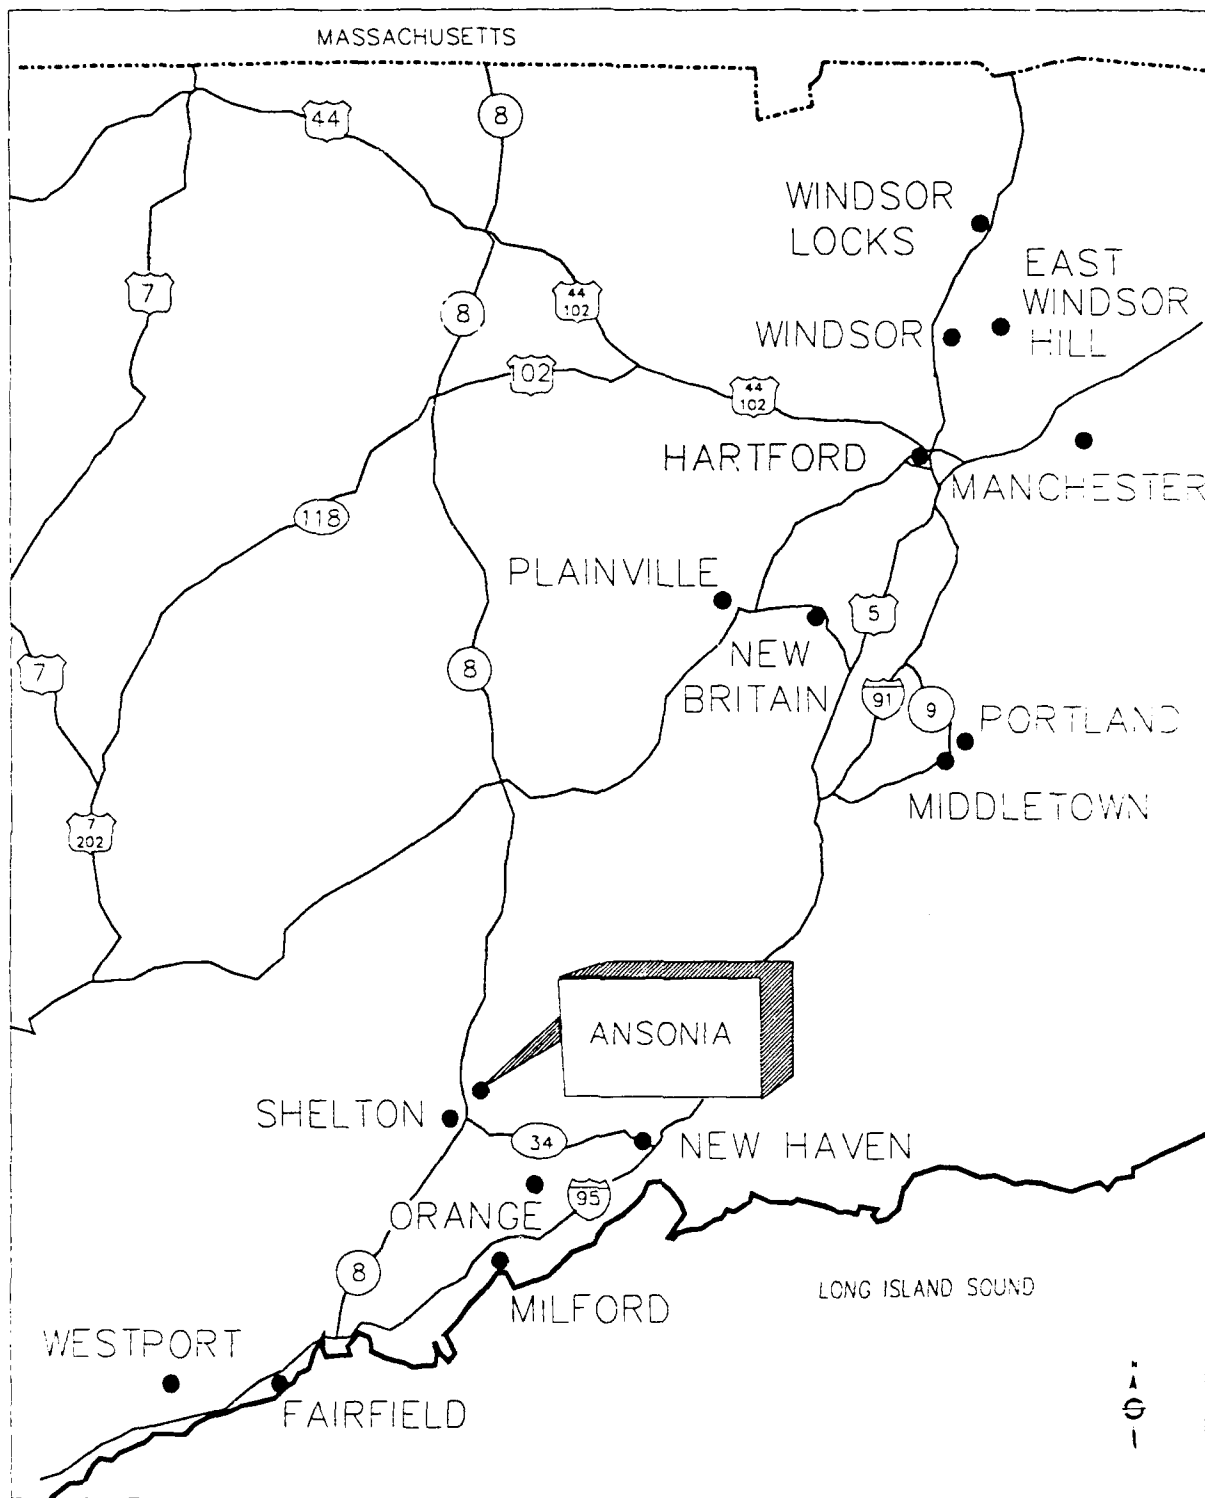 MASSACHUSETTS
44
8
WINDSOR
LOCKS
EAST
WINDSOR
HILL
7
8
44
102
WINDSOR
102
44
102
HARTFORD
MANCHESTER
118
PLAINVILLE
5
NEW
BRITAIN
7
8
91
9
PORTLAND
MIDDLETOWN
7
202
ANSONIA
SHELTON
34
NEW HAVEN
ORANGE
95
8
MILFORD
LONG ISLAND SOUND
WESTPORT
FAIRFIELD
N